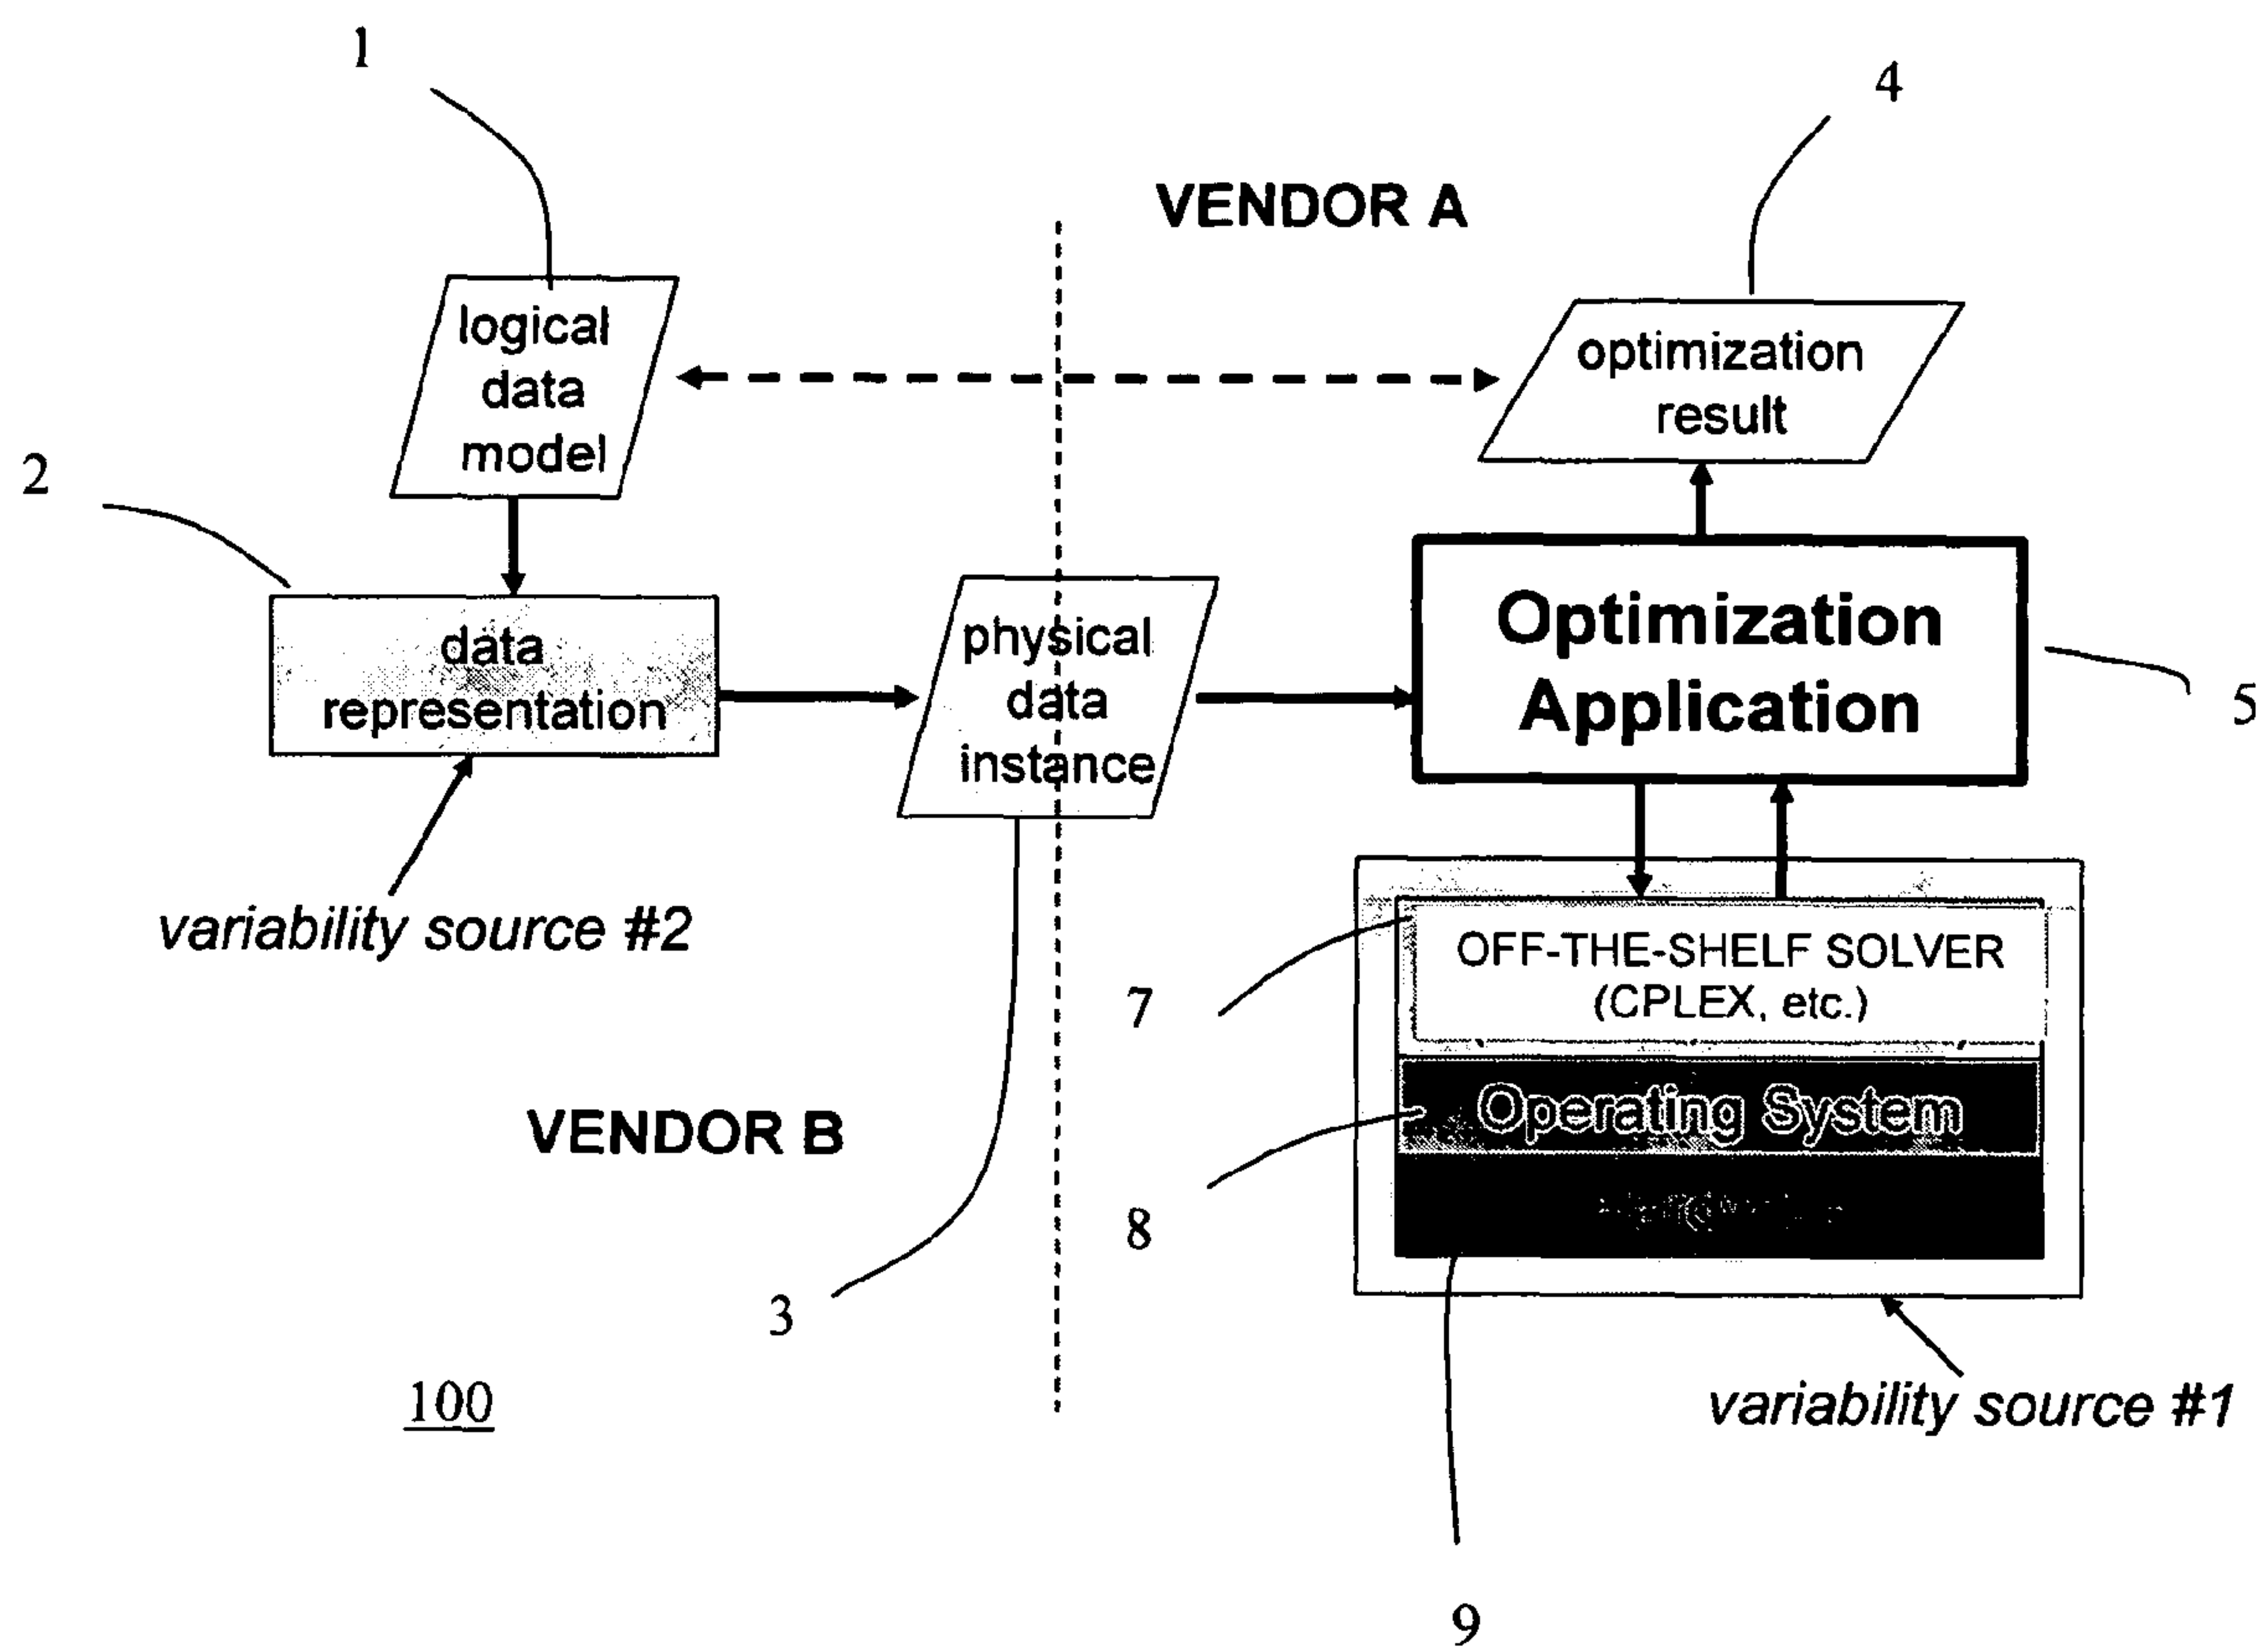 1
4
VENDOR A
logical
data
model
optimization
result
2
data
representation
physical
data
instance
Optimization
Application
5
variability source #2
7
OFF-THE-SHELF SOLVER
(CPLEX, etc.)
VENDOR B
Operating System
8
3
100
variability source #1
9